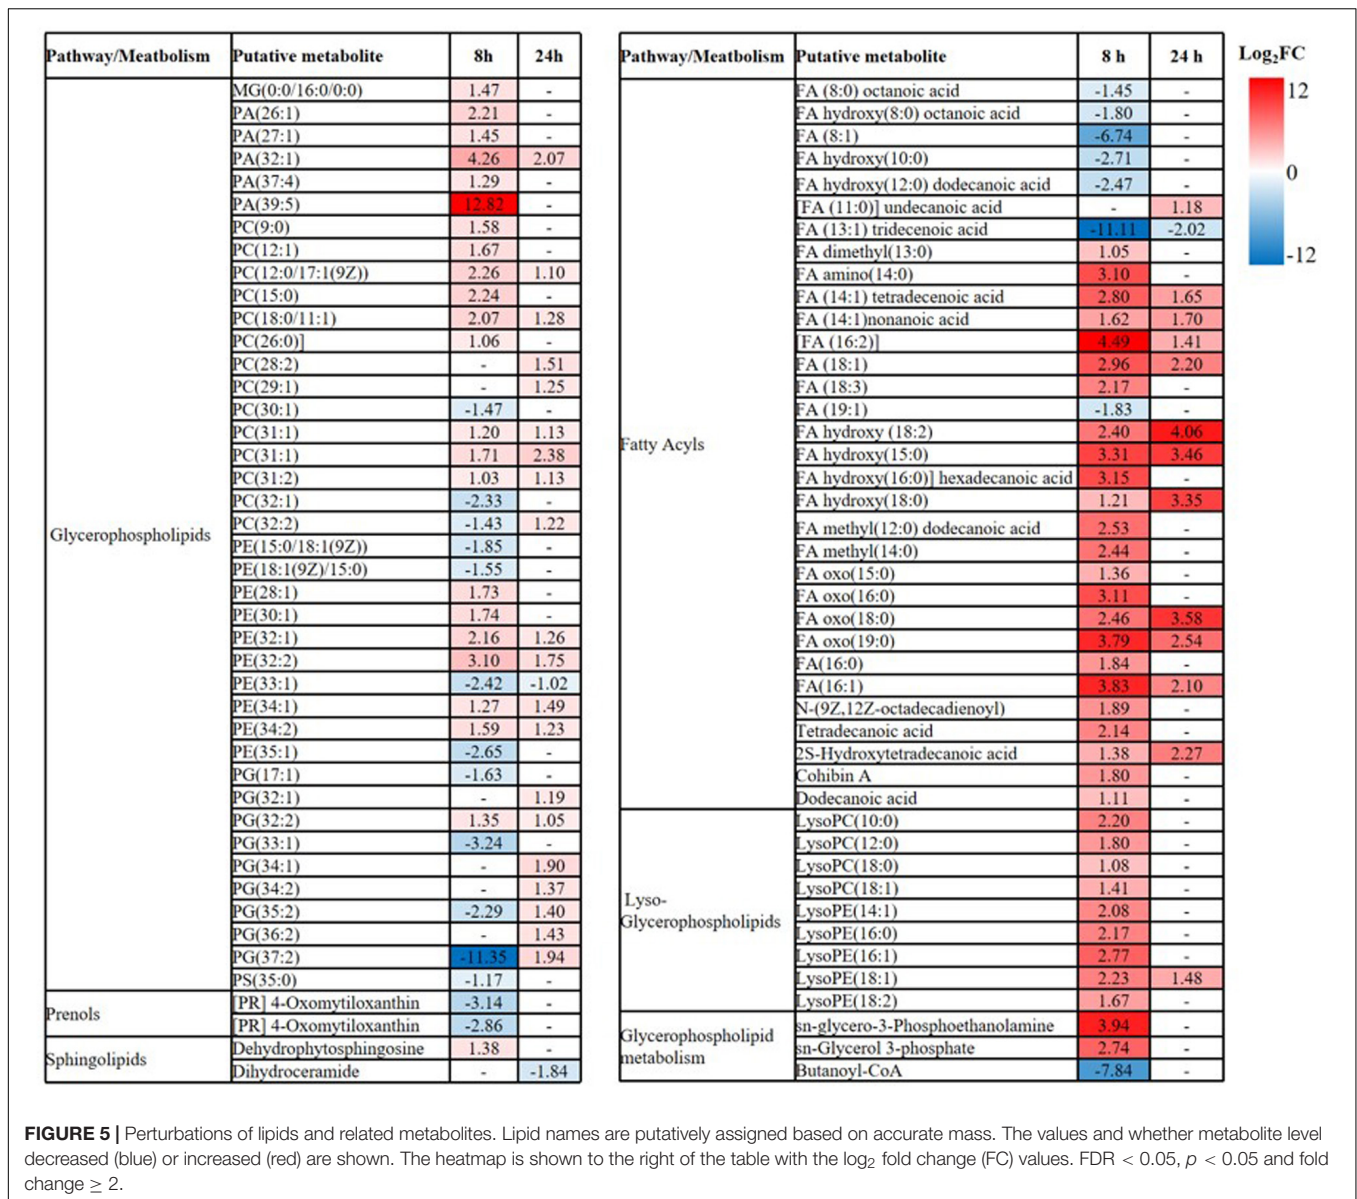 Pathway/Meatbolism Putative metabolite 8h 24h
MG(0:0/16:0/0:0) 1.47 -
PA(26:1) 2.21 -
PA(27:1) 1.45 -
PA(32:1) 4.26 2.07
PA(37:4) 1.29 -
PA(39:5) 12.82 -
PC(9:0) 1.58 -
PC(12:1) 1.67 -
PC(12:0/17:1(9Z)) 2.26 1.10
PC(15:0) 2.24 -
PC(18:0/11:1) 2.07 1.28
PC(26:0)] 1.06 -
PC(28:2) - 1.51
PC(29:1) - 1.25
PC(30:1) -1.47 -
PC(31:1) 1.20 1.13
PC(31:1) 1.71 2.38
PC(31:2) 1.03 1.13
PC(32:1) -2.33 -
PC(32:2) -1.43 1.22
Glycerophospholipids
PE(15:0/18:1(9Z)) -1.85 -
PE(18:1(9Z)/15:0) -1.55 -
PE(28:1) 1.73 -
PE(30:1) 1.74 -
PE(32:1) 2.16 1.26
PE(32:2) 3.10 1.75
PE(33:1) -2.42 -1.02
PE(34:1) 1.27 1.49
PE(34:2) 1.59 1.23
PE(35:1) -2.65 -
PG(17:1) -1.63 -
PG(32:1) - 1.19
PG(32:2) 1.35 1.05
PG(33:1) -3.24 -
PG(34:1) - 1.90
PG(34:2) - 1.37
PG(35:2) -2.29 1.40
PG(36:2) - 1.43
PG(37:2) -11.35 1.94
PS(35:0) -1.17 -
Prenols
[PR] 4-Oxomytiloxanthin -3.14 -
[PR] 4-Oxomytiloxanthin -2.86 -
Sphingolipids
Dehydrophytosphingosine 1.38 -
Dihydroceramide - -1.84
Pathway/Meatbolism Putative metabolite 8 h 24 h
FA (8:0) octanoic acid -1.45 -
FA hydroxy(8:0) octanoic acid -1.80 -
FA (8:1) -6.74 -
FA hydroxy(10:0) -2.71 -
FA hydroxy(12:0) dodecanoic acid -2.47 -
[FA (11:0)] undecanoic acid - 1.18
FA (13:1) tridecenoic acid -11.11 -2.02
FA dimethyl(13:0) 1.05 -
FA amino(14:0) 3.10 -
FA (14:1) tetradecenoic acid 2.80 1.65
FA (14:1)nonanoic acid 1.62 1.70
[FA (16:2)] 4.49 1.41
FA (18:1) 2.96 2.20
FA (18:3) 2.17 -
FA (19:1) -1.83 -
FA hydroxy (18:2) 2.40 4.06
Fatty Acyls
FA hydroxy(15:0) 3.31 3.46
FA hydroxy(16:0)] hexadecanoic acid 3.15 -
FA hydroxy(18:0) 1.21 3.35
FA methyl(12:0) dodecanoic acid 2.53 -
FA methyl(14:0) 2.44 -
FA oxo(15:0) 1.36 -
FA oxo(16:0) 3.11 -
FA oxo(18:0) 2.46 3.58
FA oxo(19:0) 3.79 2.54
FA(16:0) 1.84 -
FA(16:1) 3.83 2.10
N-(9Z,12Z-octadecadienoyl) 1.89 -
Tetradecanoic acid 2.14 -
2S-Hydroxytetradecanoic acid 1.38 2.27
Cohibin A 1.80 -
Dodecanoic acid 1.11 -
LysoPC(10:0) 2.20 -
LysoPC(12:0) 1.80 -
LysoPC(18:0) 1.08 -
LysoPC(18:1) 1.41 -
Lyso-
Glycerophospholipids
LysoPE(14:1) 2.08 -
LysoPE(16:0) 2.17 -
LysoPE(16:1) 2.77 -
LysoPE(18:1) 2.23 1.48
LysoPE(18:2) 1.67 -
Glycerophospholipid
metabolism
sn-glycero-3-Phosphoethanolamine 3.94 -
sn-Glycerol 3-phosphate 2.74 -
Butanoyl-CoA -7.84 -
Log₂FC
12
0
-12
FIGURE 5 | Perturbations of lipids and related metabolites. Lipid names are putatively assigned based on accurate mass. The values and whether metabolite level
decreased (blue) or increased (red) are shown. The heatmap is shown to the right of the table with the log₂ fold change (FC) values. FDR < 0.05, p < 0.05 and fold
change ≥ 2.